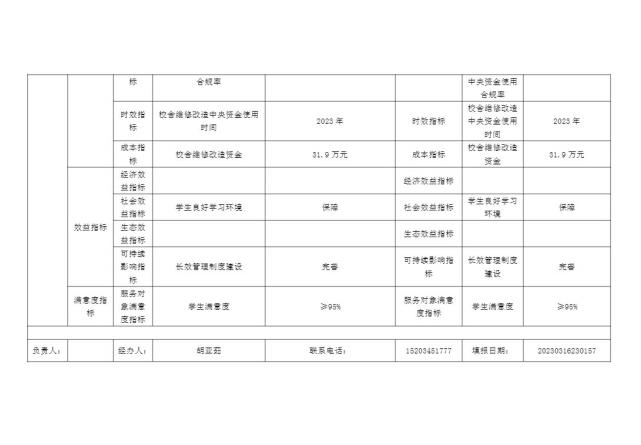 标 合规率 中央资金使用
合规率
时效指标 校舍维修改造中央资金使用时间 2023 年 时效指标 校舍维修改造中央资金使用时间 2023 年
成本指标 校舍维修改造资金 31.9 万元 成本指标 校舍维修改造资金 31.9 万元
效益指标
经济效益指标 经济效益指标
社会效益指标 学生良好学习环境 保障 社会效益指标 学生良好学习环境 保障
生态效益指标 生态效益指标
可持续影响指标 长效管理制度建设 完善 可持续影响指标 长效管理制度建设 完善
满意度指标 服务对象满意度指标 学生满意度 ≥95% 服务对象满意度指标 学生满意度 ≥95%
负责人： 经办人： 胡亚茹 联系电话： 15203451777 填报日期： 20230316230157